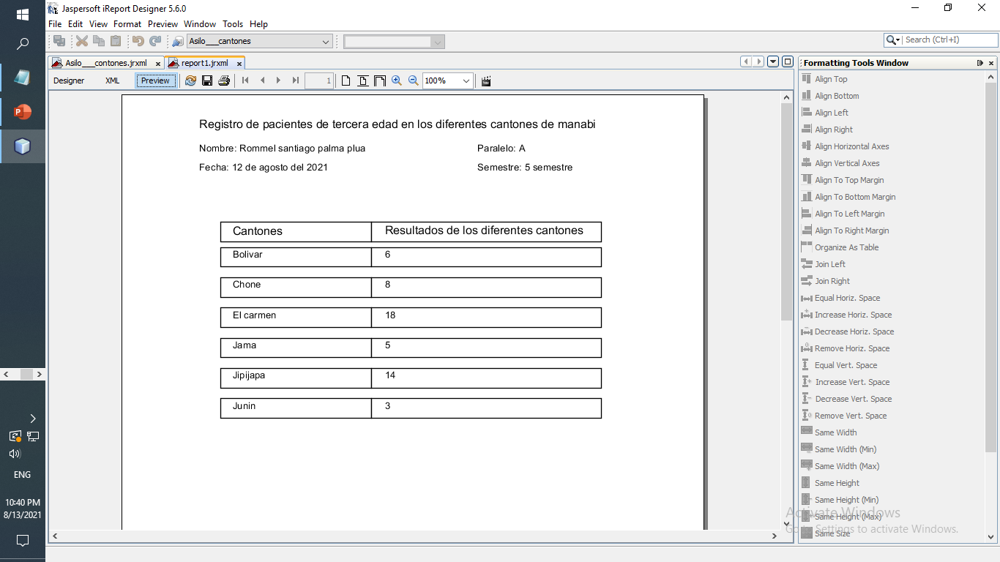 Jaspersoft iReport Designer 5.6.0
File Edit View Format Preview Window Tools Help
Asilo___cantones
Search (Ctrl+I)
Asilo___contones.jrxml × report1.jrxml ×
Designer XML Preview 1 100%
Registro de pacientes de tercera edad en los diferentes cantones de manabi
Nombre: Rommel santiago palma plua Paralelo: A
Fecha: 12 de agosto del 2021 Semestre: 5 semestre
Cantones Resultados de los diferentes cantones
Bolivar 6
Chone 8
El carmen 18
Jama 5
Jipijapa 14
Junin 3
Formatting Tools Window
Align Top
Align Bottom
Align Left
Align Right
Align Horizontal Axes
Align Vertical Axes
Align To Top Margin
Align To Bottom Margin
Align To Left Margin
Align To Right Margin
Organize As Table
Join Left
Join Right
Equal Horiz. Space
Increase Horiz. Space
Decrease Horiz. Space
Remove Horiz. Space
Equal Vert. Space
Increase Vert. Space
Decrease Vert. Space
Remove Vert. Space
Same Width
Same Width (Min)
Same Width (Max)
Same Height
Same Height (Min)
Same Height (Max)
Same Size
Activate Windows
Go to Settings to activate Windows.
ENG
10:40 PM
8/13/2021